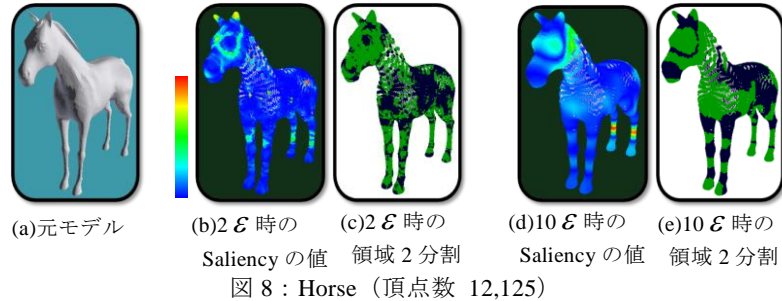 (a)元モデル
(b)2 ε 時の
Saliency の値
(c)2 ε 時の
領域 2 分割
(d)10 ε 時の
Saliency の値
(e)10 ε 時の
領域 2 分割
図 8：Horse（頂点数 12,125）